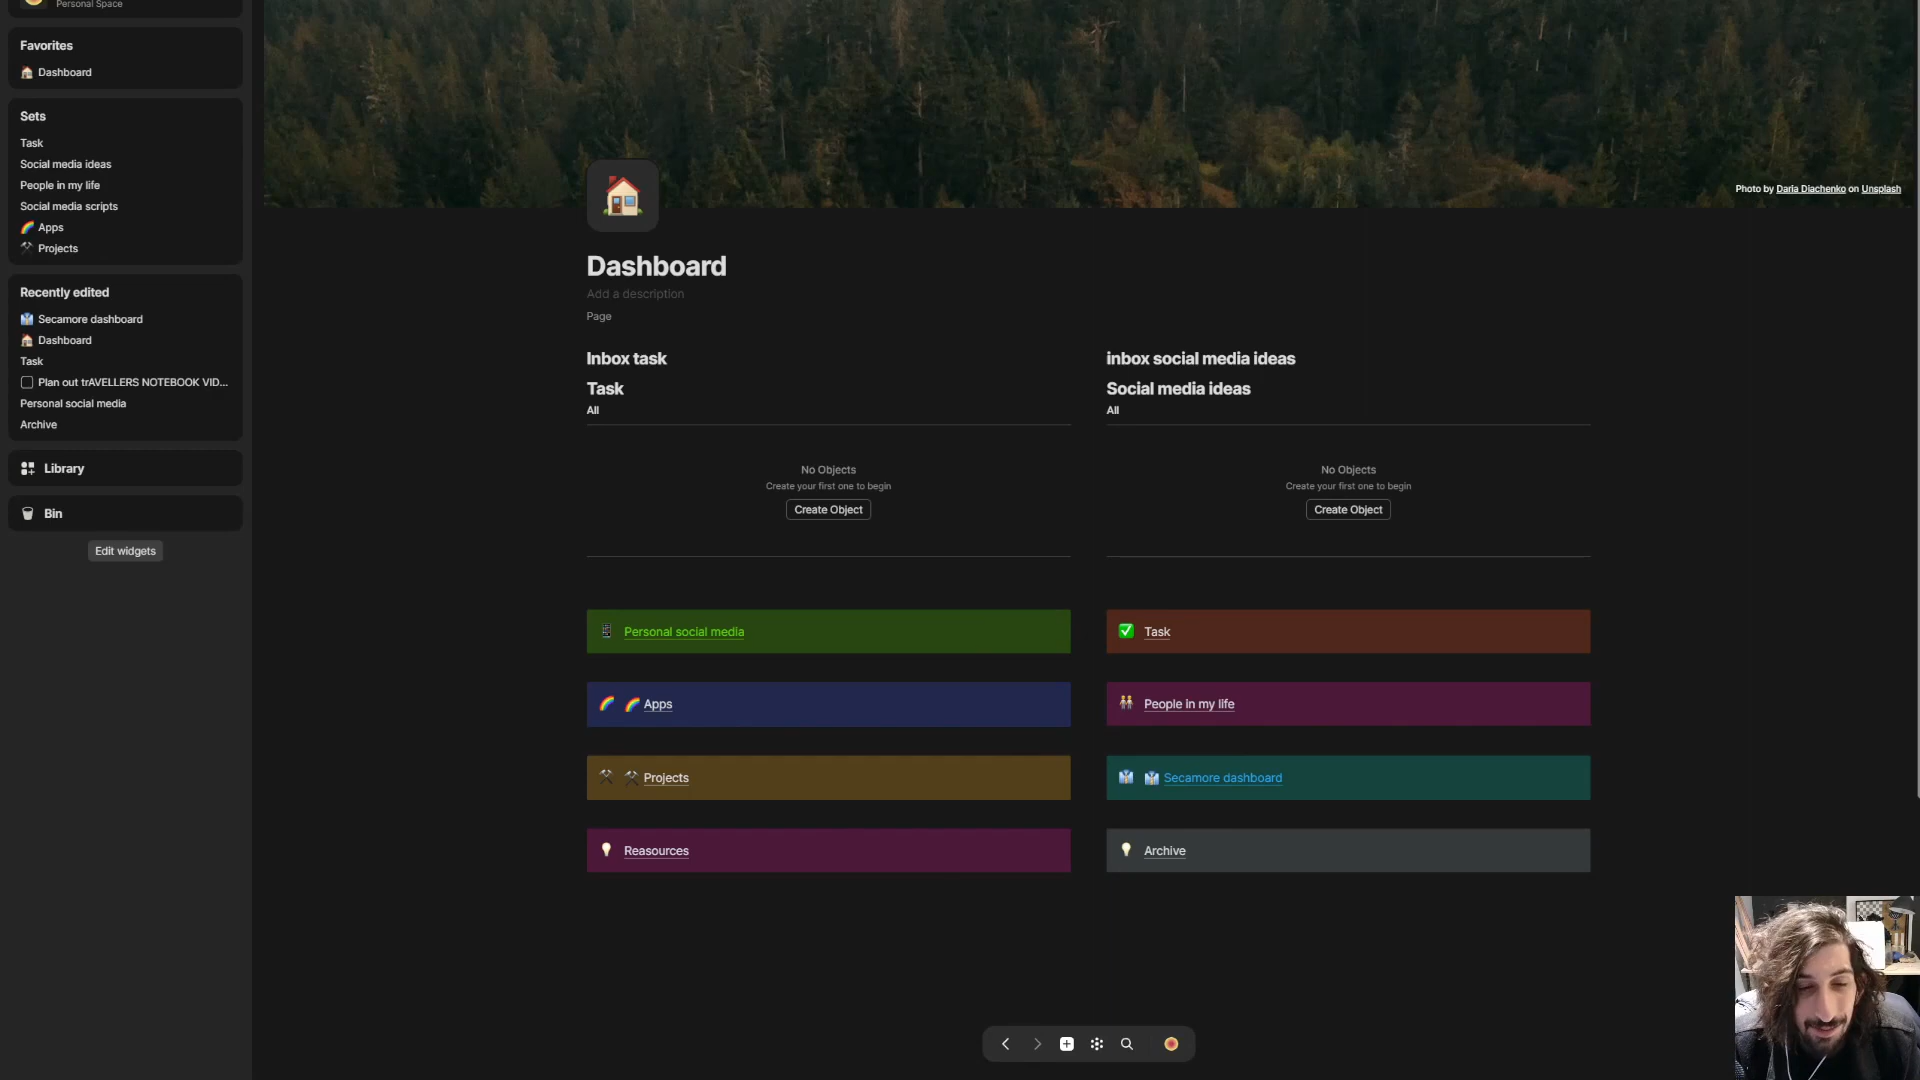 Personal Space
Favorites
Dashboard
Sets
Task
Social media ideas
People in my life
Social media scripts
Apps
Projects
Recently edited
Secamore dashboard
Dashboard
Task
Plan out trAVELLERS NOTEBOOK VID...
Personal social media
Archive
Library
Bin
Edit widgets
Photo by Daria Diachenko on Unsplash
Dashboard
Add a description
Page
Inbox task
Task
All
No Objects
Create your first one to begin
Create Object
inbox social media ideas
Social media ideas
All
No Objects
Create your first one to begin
Create Object
Personal social media
Task
Apps
People in my life
Projects
Secamore dashboard
Reasources
Archive